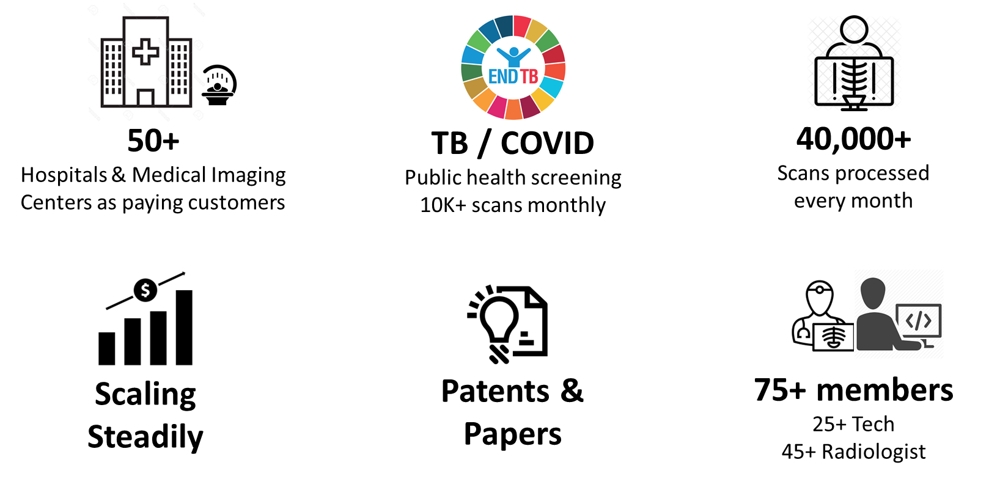 50+
Hospitals & Medical Imaging
Centers as paying customers
END TB
TB / COVID
Public health screening
10K+ scans monthly
40,000+
Scans processed
every month
$
Scaling
Steadily
Patents &
Papers
</>
75+ members
25+ Tech
45+ Radiologist